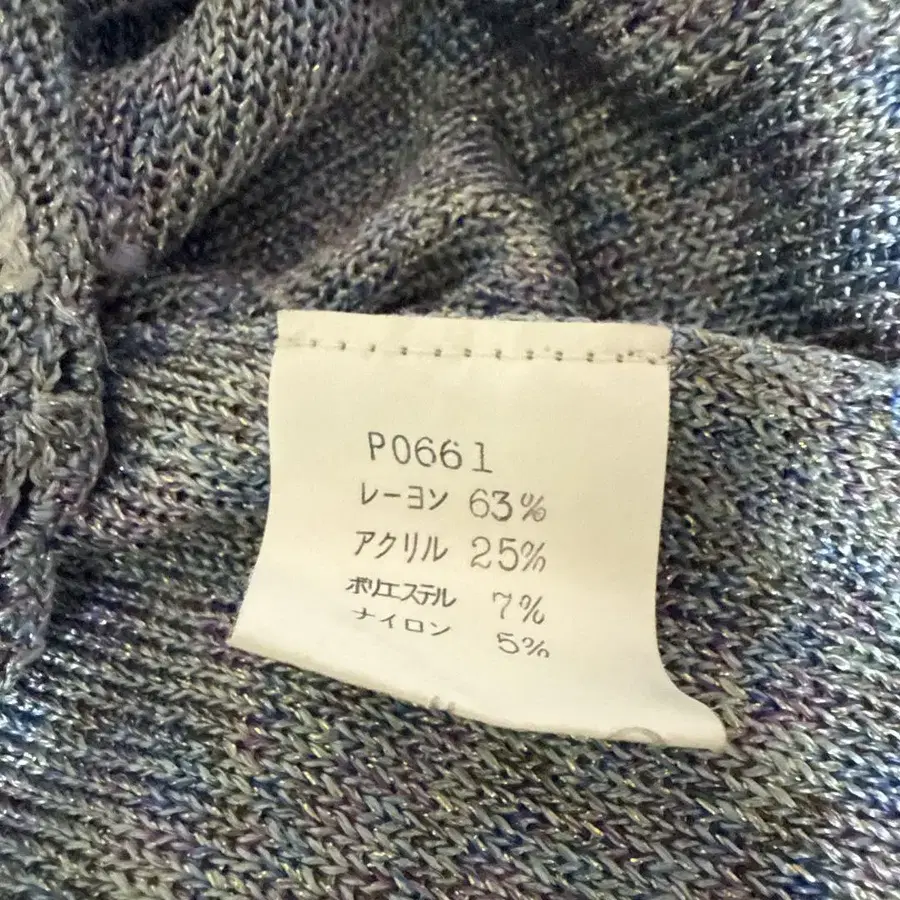 P0661
レーヨン 63%
アクリル 25%
ポリエステル 7%
ナイロン 5%